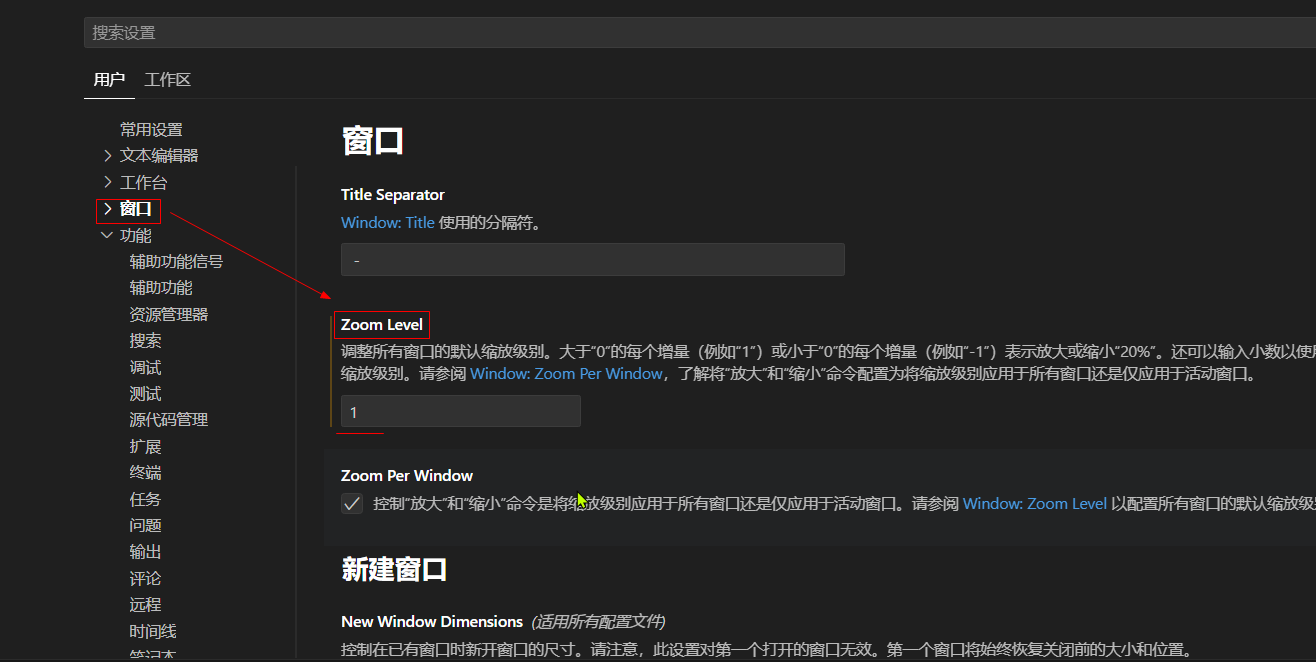 搜索设置
用户 工作区
常用设置
文本编辑器
工作台
窗口
功能
辅助功能信号
辅助功能
资源管理器
搜索
调试
测试
源代码管理
扩展
终端
任务
问题
输出
评论
远程
时间线
笔记本
窗口
Title Separator
Window: Title 使用的分隔符。
-
Zoom Level
调整所有窗口的默认缩放级别。大于“0”的每个增量（例如“1”）或小于“0”的每个增量（例如“-1”）表示放大或缩小“20%”。还可以输入小数以使
缩放级别。请参阅 Window: Zoom Per Window，了解将“放大”和“缩小”命令配置为将缩放级别应用于所有窗口还是仅应用于活动窗口。
1
Zoom Per Window
控制“放大”和“缩小”命令是将缩放级别应用于所有窗口还是仅应用于活动窗口。请参阅 Window: Zoom Level 以配置所有窗口的默认缩放级
新建窗口
New Window Dimensions (适用所有配置文件)
控制在已有窗口时新开窗口的尺寸。请注意，此设置对第一个打开的窗口无效。第一个窗口将始终恢复关闭前的大小和位置。